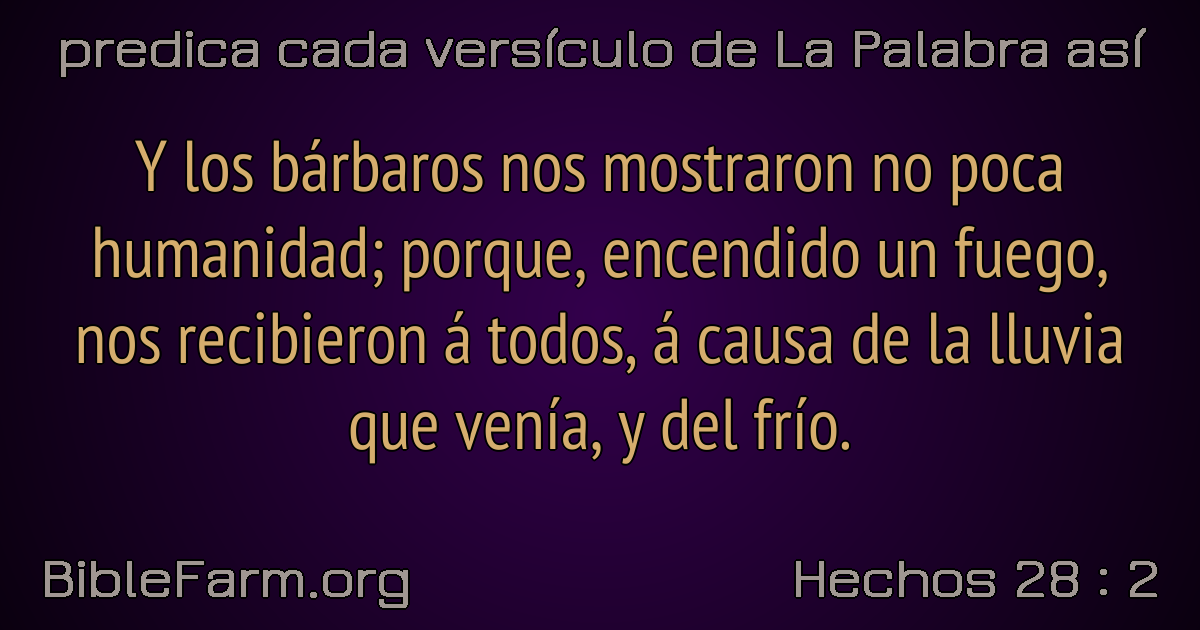 predica cada versículo de La Palabra así
Y los bárbaros nos mostraron no poca
humanidad; porque, encendido un fuego,
nos recibieron á todos, á causa de la lluvia
que venía, y del frío.
BibleFarm.org
Hechos 28 : 2